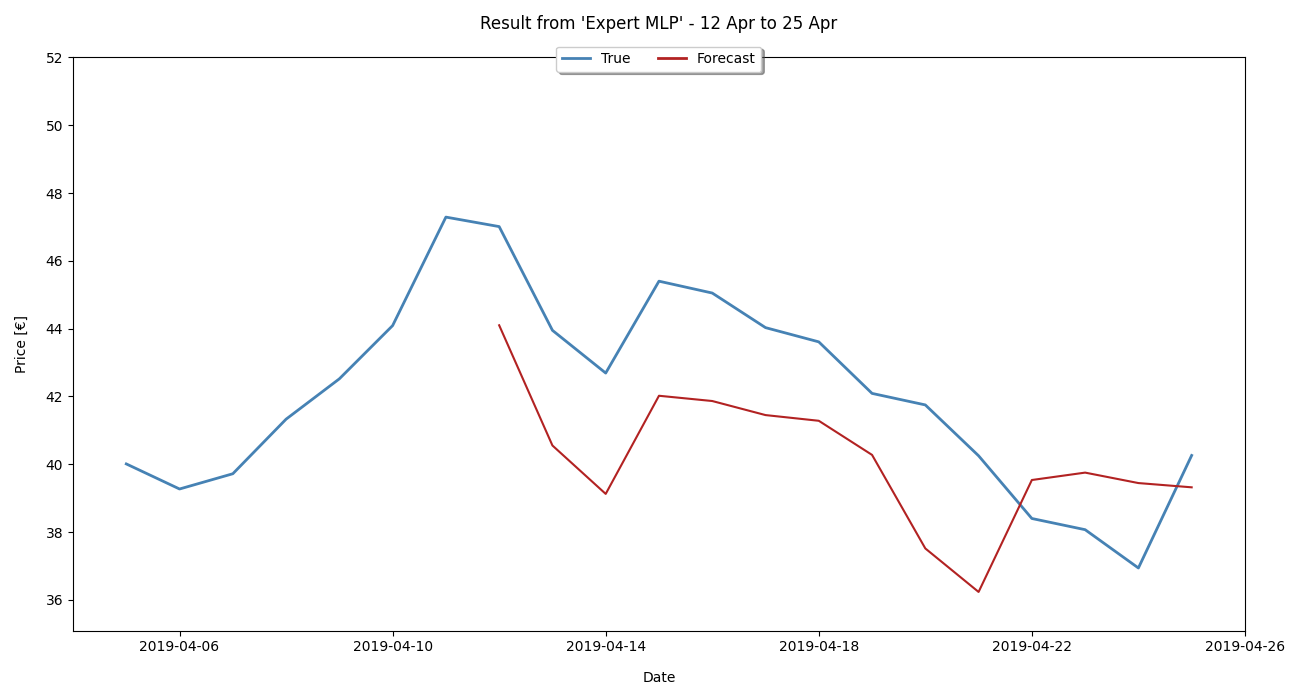 Result from 'Expert MLP' - 12 Apr to 25 Apr
True Forecast
52
50
48
46
44
42
40
38
36
Price [€]
2019-04-06 2019-04-10 2019-04-14 2019-04-18 2019-04-22 2019-04-26
Date